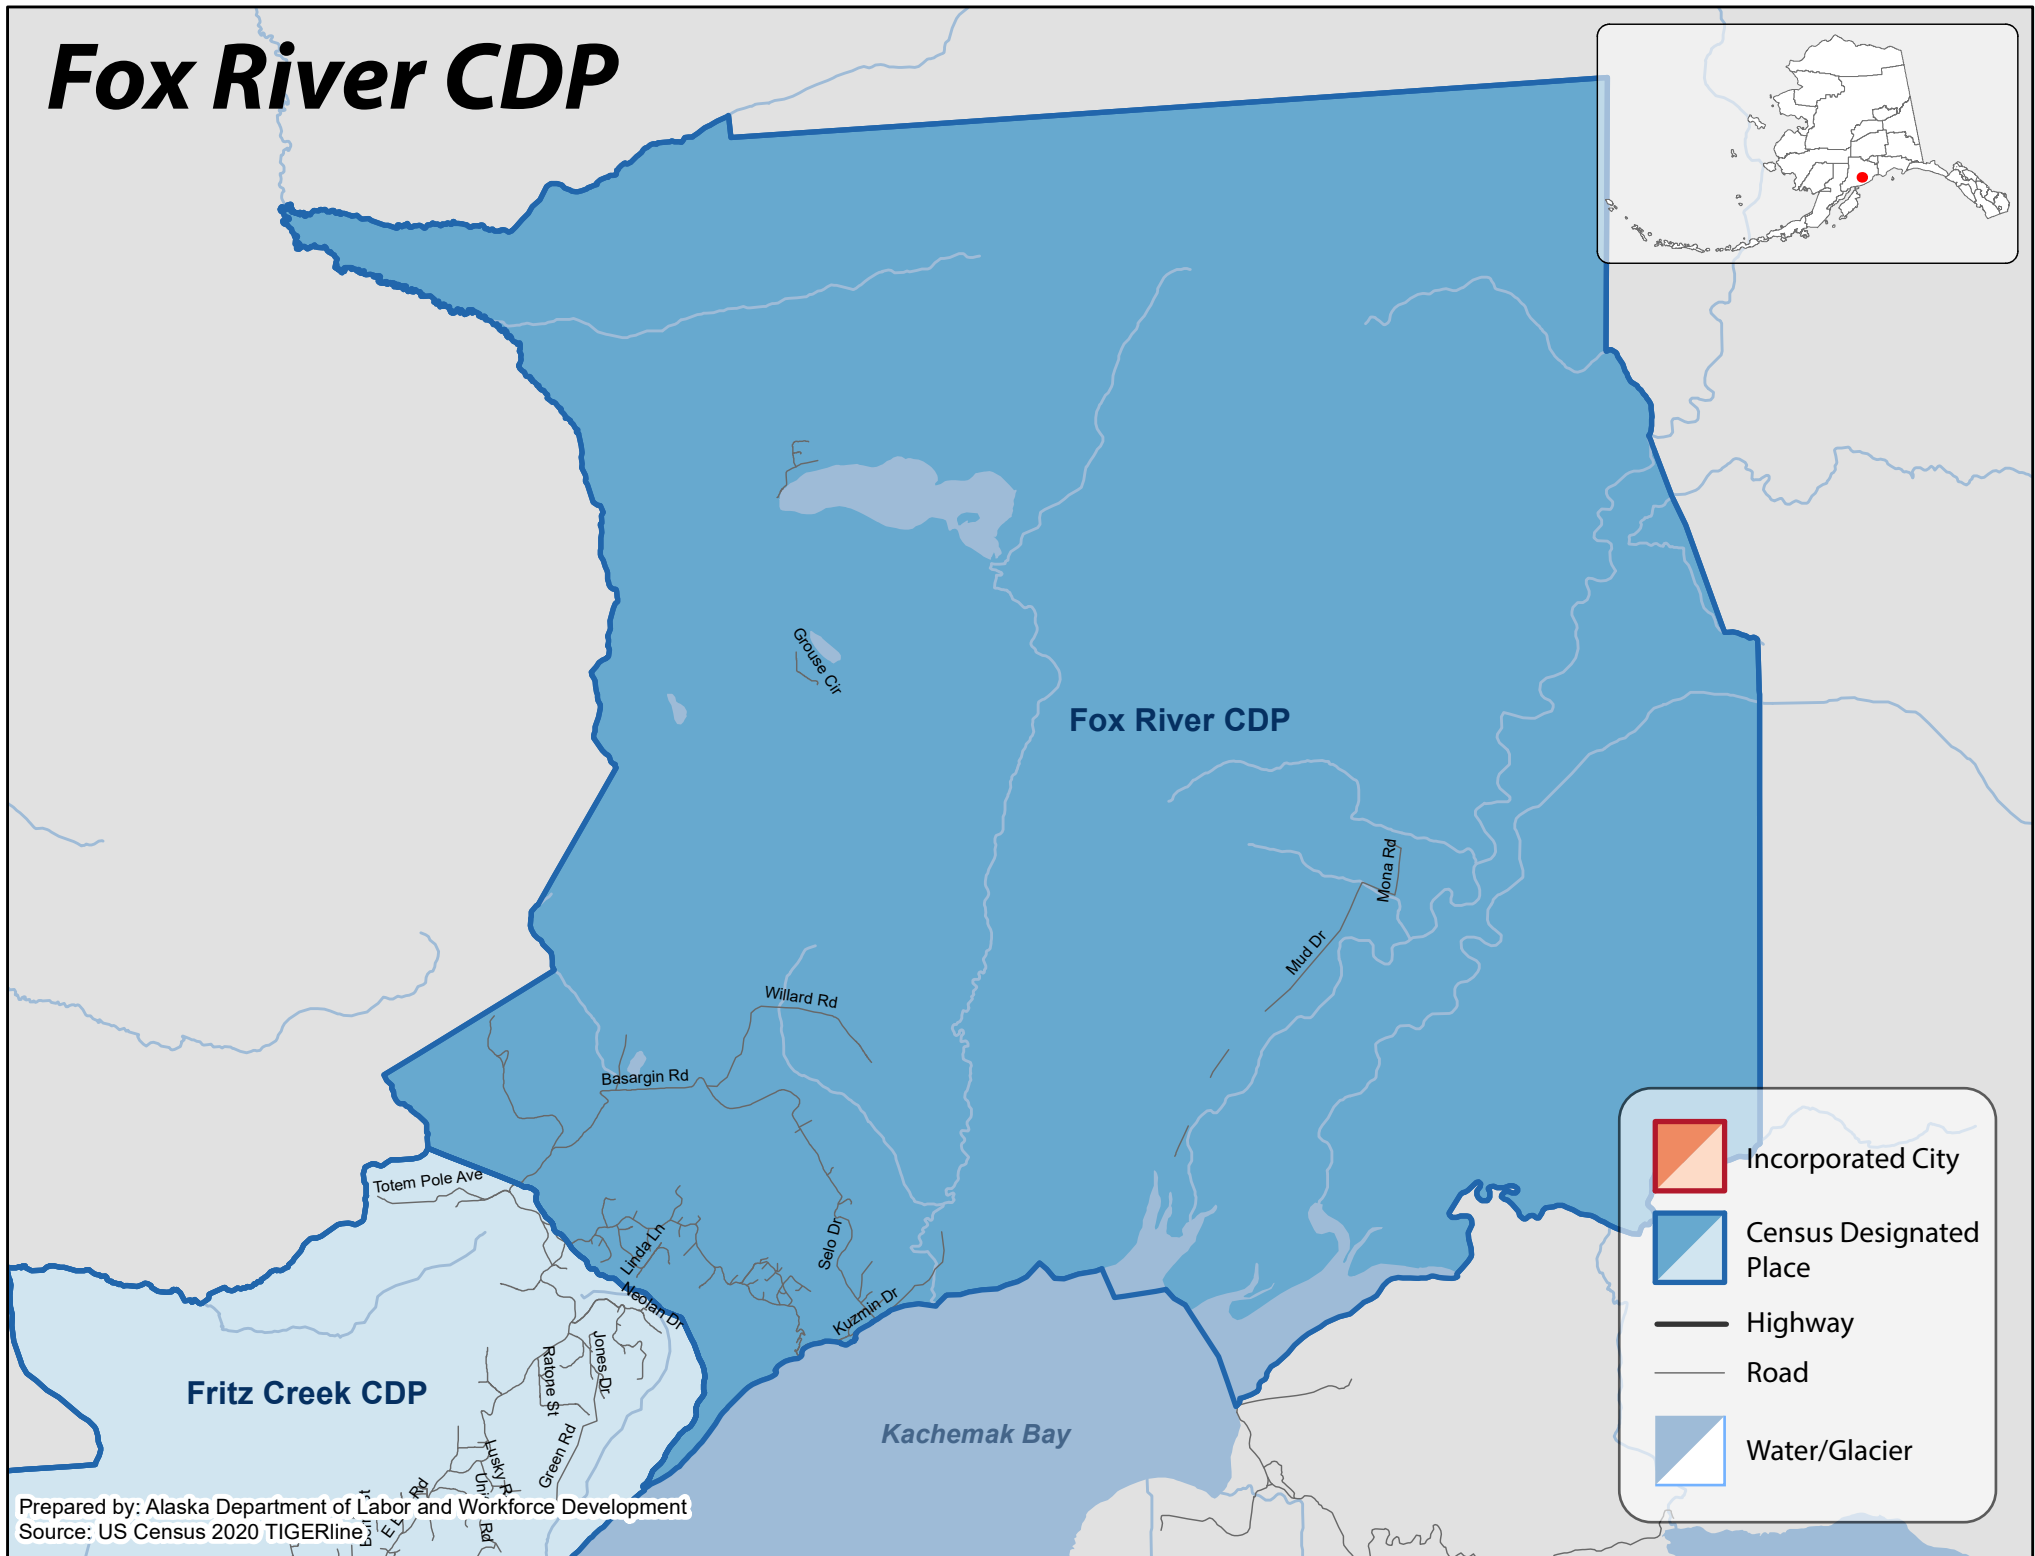 Fox River CDP
Grouse Cir
Fox River CDP
Mona Rd
Mud Dr
Willard Rd
Basargin Rd
Totem Pole Ave
Linda Ln
Selo Dr
Neolan Dr
Kuzmin Dr
Jones Dr
Ratone St
Fritz Creek CDP
Green Rd
Kachemak Bay
Incorporated City
Census Designated
Place
Highway
Road
Water/Glacier
Prepared by: Alaska Department of Labor and Workforce Development
Source: US Census 2020 TIGERline